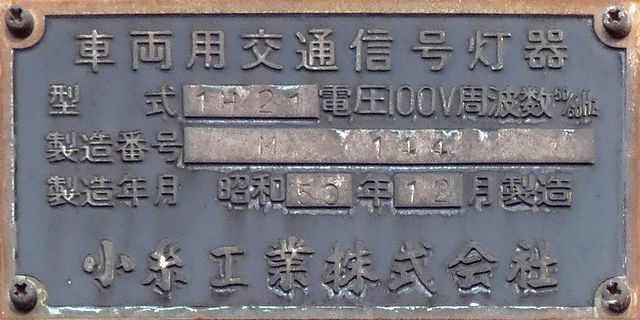 車両用交通信号灯器
型式 1H21 電圧100V周波数50/60Hz
製造番号 M 144
製造年月 昭和50年12月製造
小糸工業株式会社